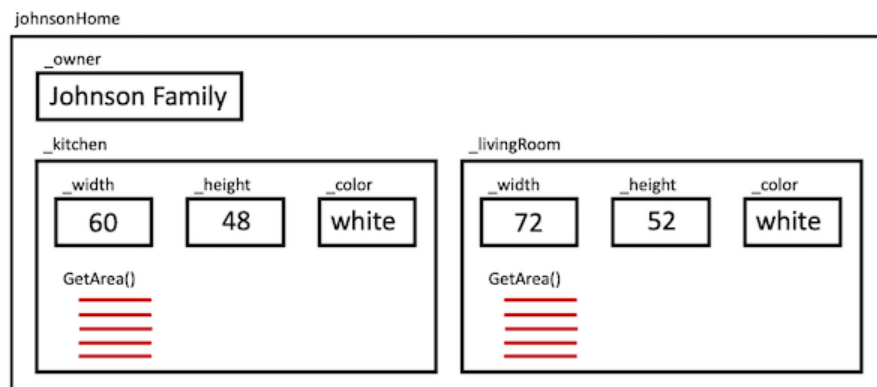 johnsonHome
_owner
Johnson Family
_kitchen
_width _height _color
60 48 white
GetArea()
_livingRoom
_width _height _color
72 52 white
GetArea()